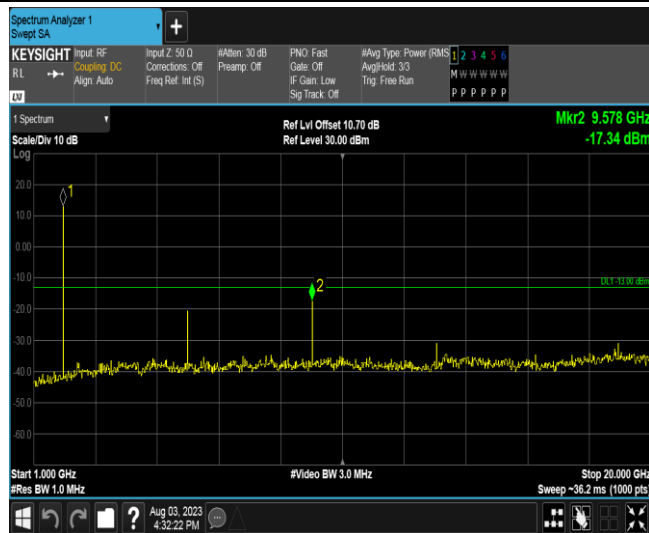 Spectrum Analyzer 1
Swept SA
+
KEYSIGHT
RL
LXI
Input: RF
Coupling: DC
Align: Auto
Input Z: 50 Ω
Corrections: Off
Freq Ref: Int (S)
#Atten: 30 dB
Preamp: Off
PNO: Fast
Gate: Off
IF Gain: Low
Sig Track: Off
#Avg Type: Power (RMS
Avg|Hold: 3/3
Trig: Free Run
1 2 3 4 5 6
M W W W W W
P P P P P P
1 Spectrum
Scale/Div 10 dB
Log
Ref Lvl Offset 10.70 dB
Ref Level 30.00 dBm
Mkr2 9.578 GHz
-17.34 dBm
20.0
10.0
0.00
-10.0
-20.0
-30.0
-40.0
-50.0
-60.0
1
2
DL1 -13.00 dBm
Start 1.000 GHz
#Res BW 1.0 MHz
#Video BW 3.0 MHz
Stop 20.000 GHz
Sweep ~36.2 ms (1000 pts)
?
Aug 03, 2023
4:32:22 PM